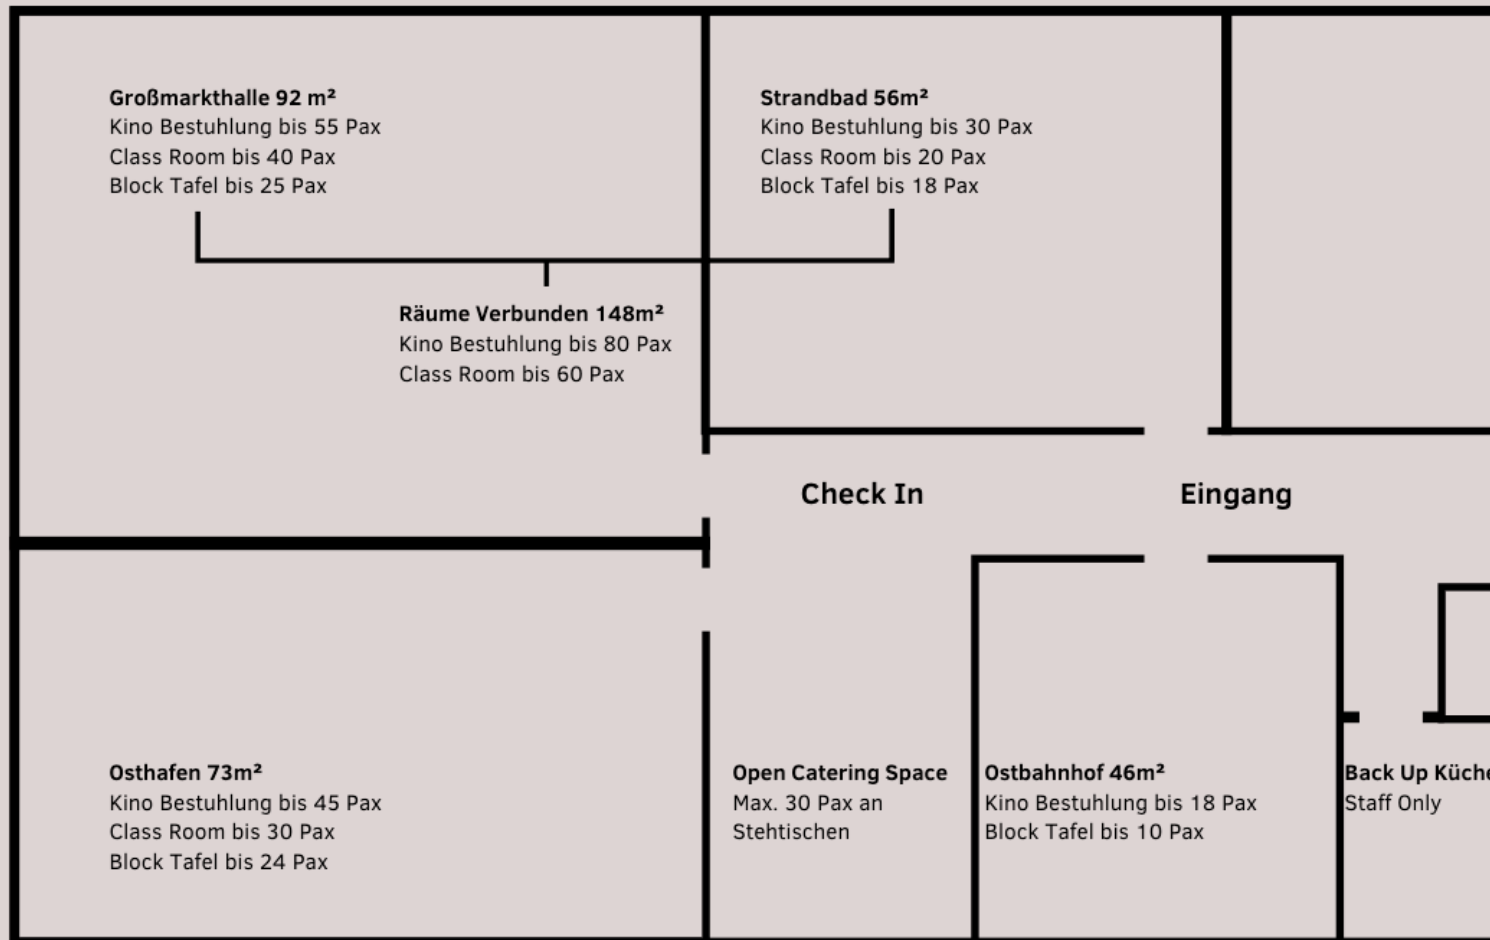 Großmarkthalle 92 m²
Kino Bestuhlung bis 55 Pax
Class Room bis 40 Pax
Block Tafel bis 25 Pax
Strandbad 56m²
Kino Bestuhlung bis 30 Pax
Class Room bis 20 Pax
Block Tafel bis 18 Pax
Räume Verbunden 148m²
Kino Bestuhlung bis 80 Pax
Class Room bis 60 Pax
Check In
Eingang
Osthafen 73m²
Kino Bestuhlung bis 45 Pax
Class Room bis 30 Pax
Block Tafel bis 24 Pax
Open Catering Space
Max. 30 Pax an
Stehtischen
Ostbahnhof 46m²
Kino Bestuhlung bis 18 Pax
Block Tafel bis 10 Pax
Back Up Küche
Staff Only